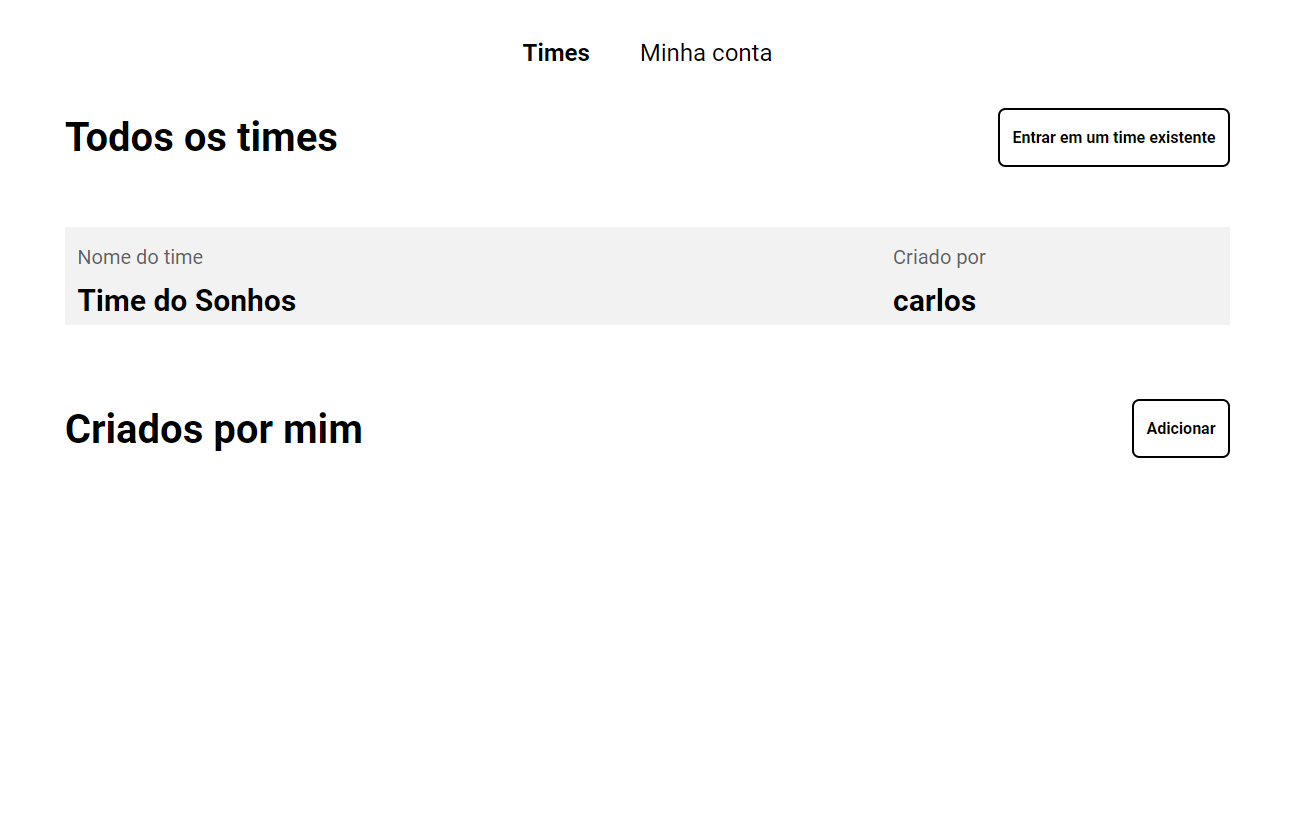 Times Minha conta
Todos os times
Entrar em um time existente
Nome do time Criado por
Time do Sonhos carlos
Criados por mim
Adicionar